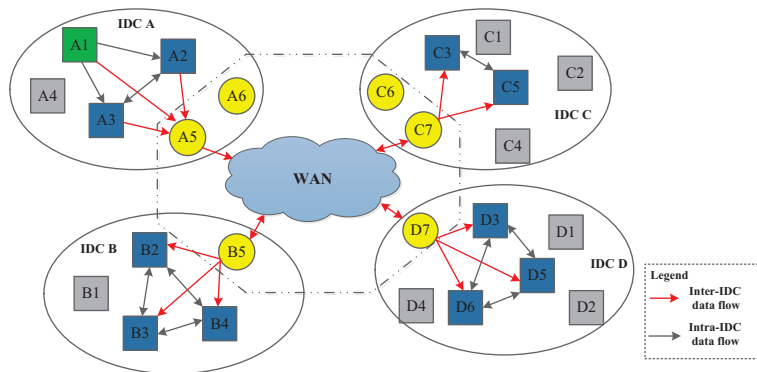 IDC A
A1
A2
A3
A4
A5
A6
IDC C
C1
C2
C3
C4
C5
C6
C7
WAN
IDC B
B1
B2
B3
B4
B5
IDC D
D1
D2
D3
D4
D5
D6
D7
Legend
Inter-IDC
data flow
Intra-IDC
data flow